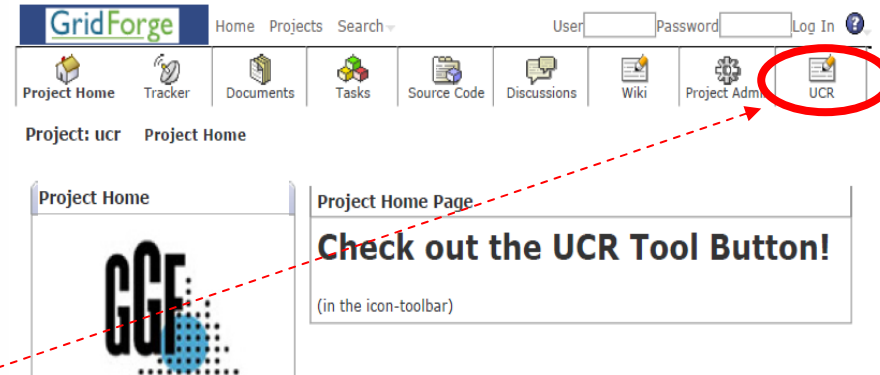 GridForge Home Projects Search User Password Log In ?
Project Home Tracker Documents Tasks Source Code Discussions Wiki Project Admin UCR
Project: ucr Project Home
Project Home
GGF
Project Home Page
Check out the UCR Tool Button!
(in the icon-toolbar)